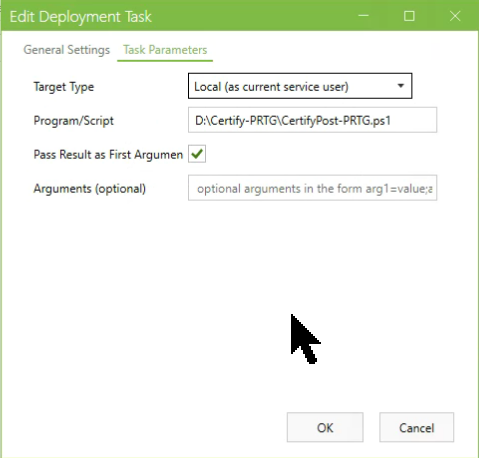 Edit Deployment Task
General Settings Task Parameters
Target Type Local (as current service user)
Program/Script D:\Certify-PRTG\CertifyPost-PRTG.ps1
Pass Result as First Argumen
Arguments (optional) optional arguments in the form arg1=value;a
OK Cancel